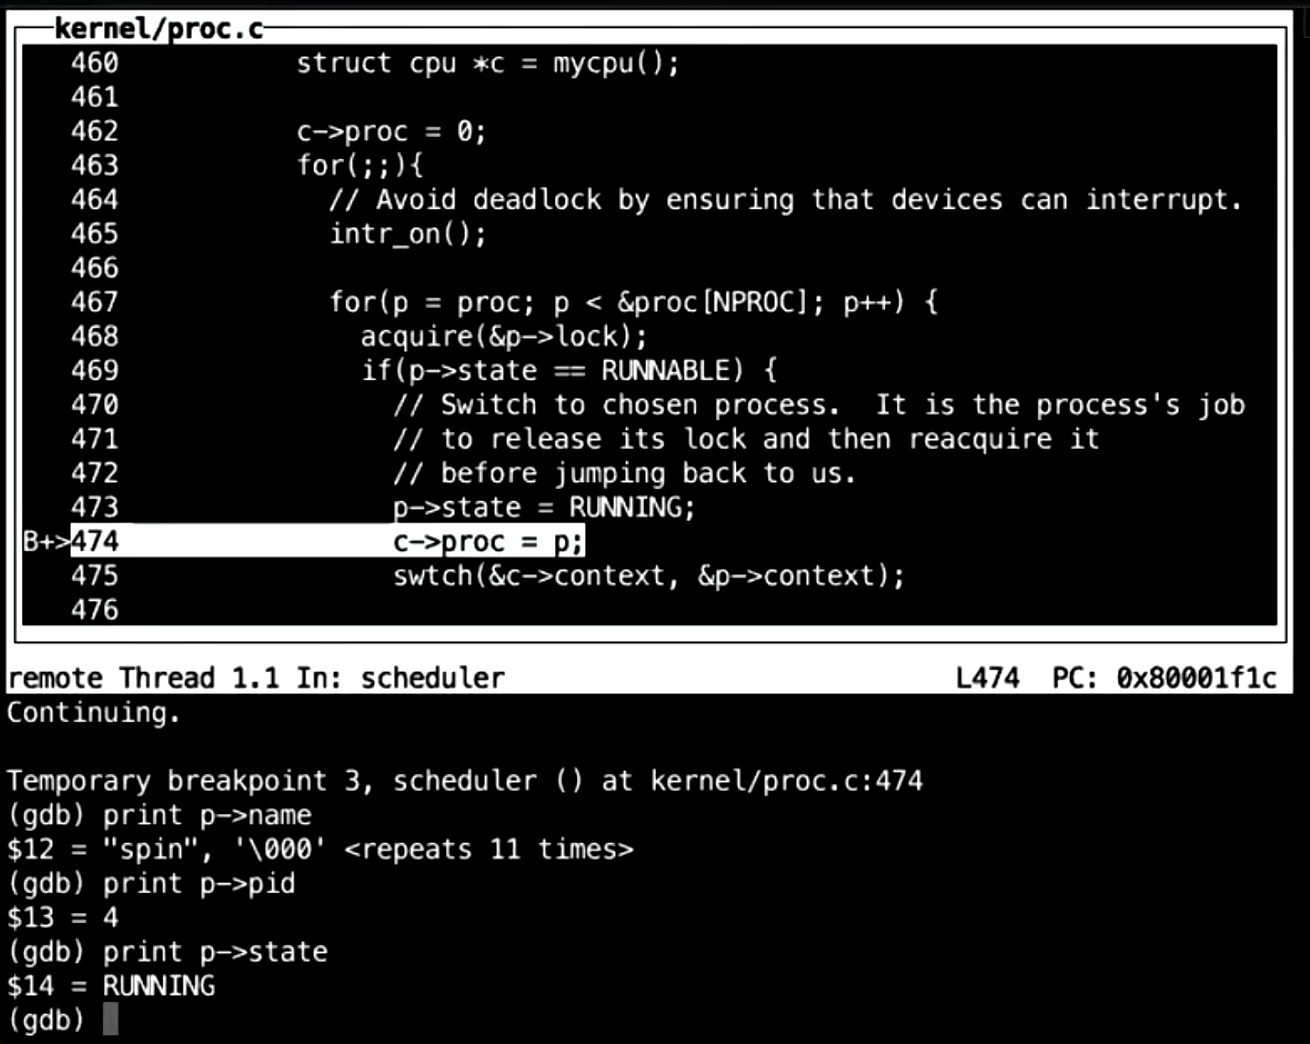 kernel/proc.c
460 struct cpu *c = mycpu();
461
462 c->proc = 0;
463 for(;;){
464 // Avoid deadlock by ensuring that devices can interrupt.
465 intr_on();
466
467 for(p = proc; p < &proc[NPROC]; p++) {
468 acquire(&p->lock);
469 if(p->state == RUNNABLE) {
470 // Switch to chosen process.  It is the process's job
471 // to release its lock and then reacquire it
472 // before jumping back to us.
473 p->state = RUNNING;
B+>474 c->proc = p;
475 swtch(&c->context, &p->context);
476
remote Thread 1.1 In: scheduler L474 PC: 0x80001f1c
Continuing.
Temporary breakpoint 3, scheduler () at kernel/proc.c:474
(gdb) print p->name
$12 = "spin", '\000' <repeats 11 times>
(gdb) print p->pid
$13 = 4
(gdb) print p->state
$14 = RUNNING
(gdb)